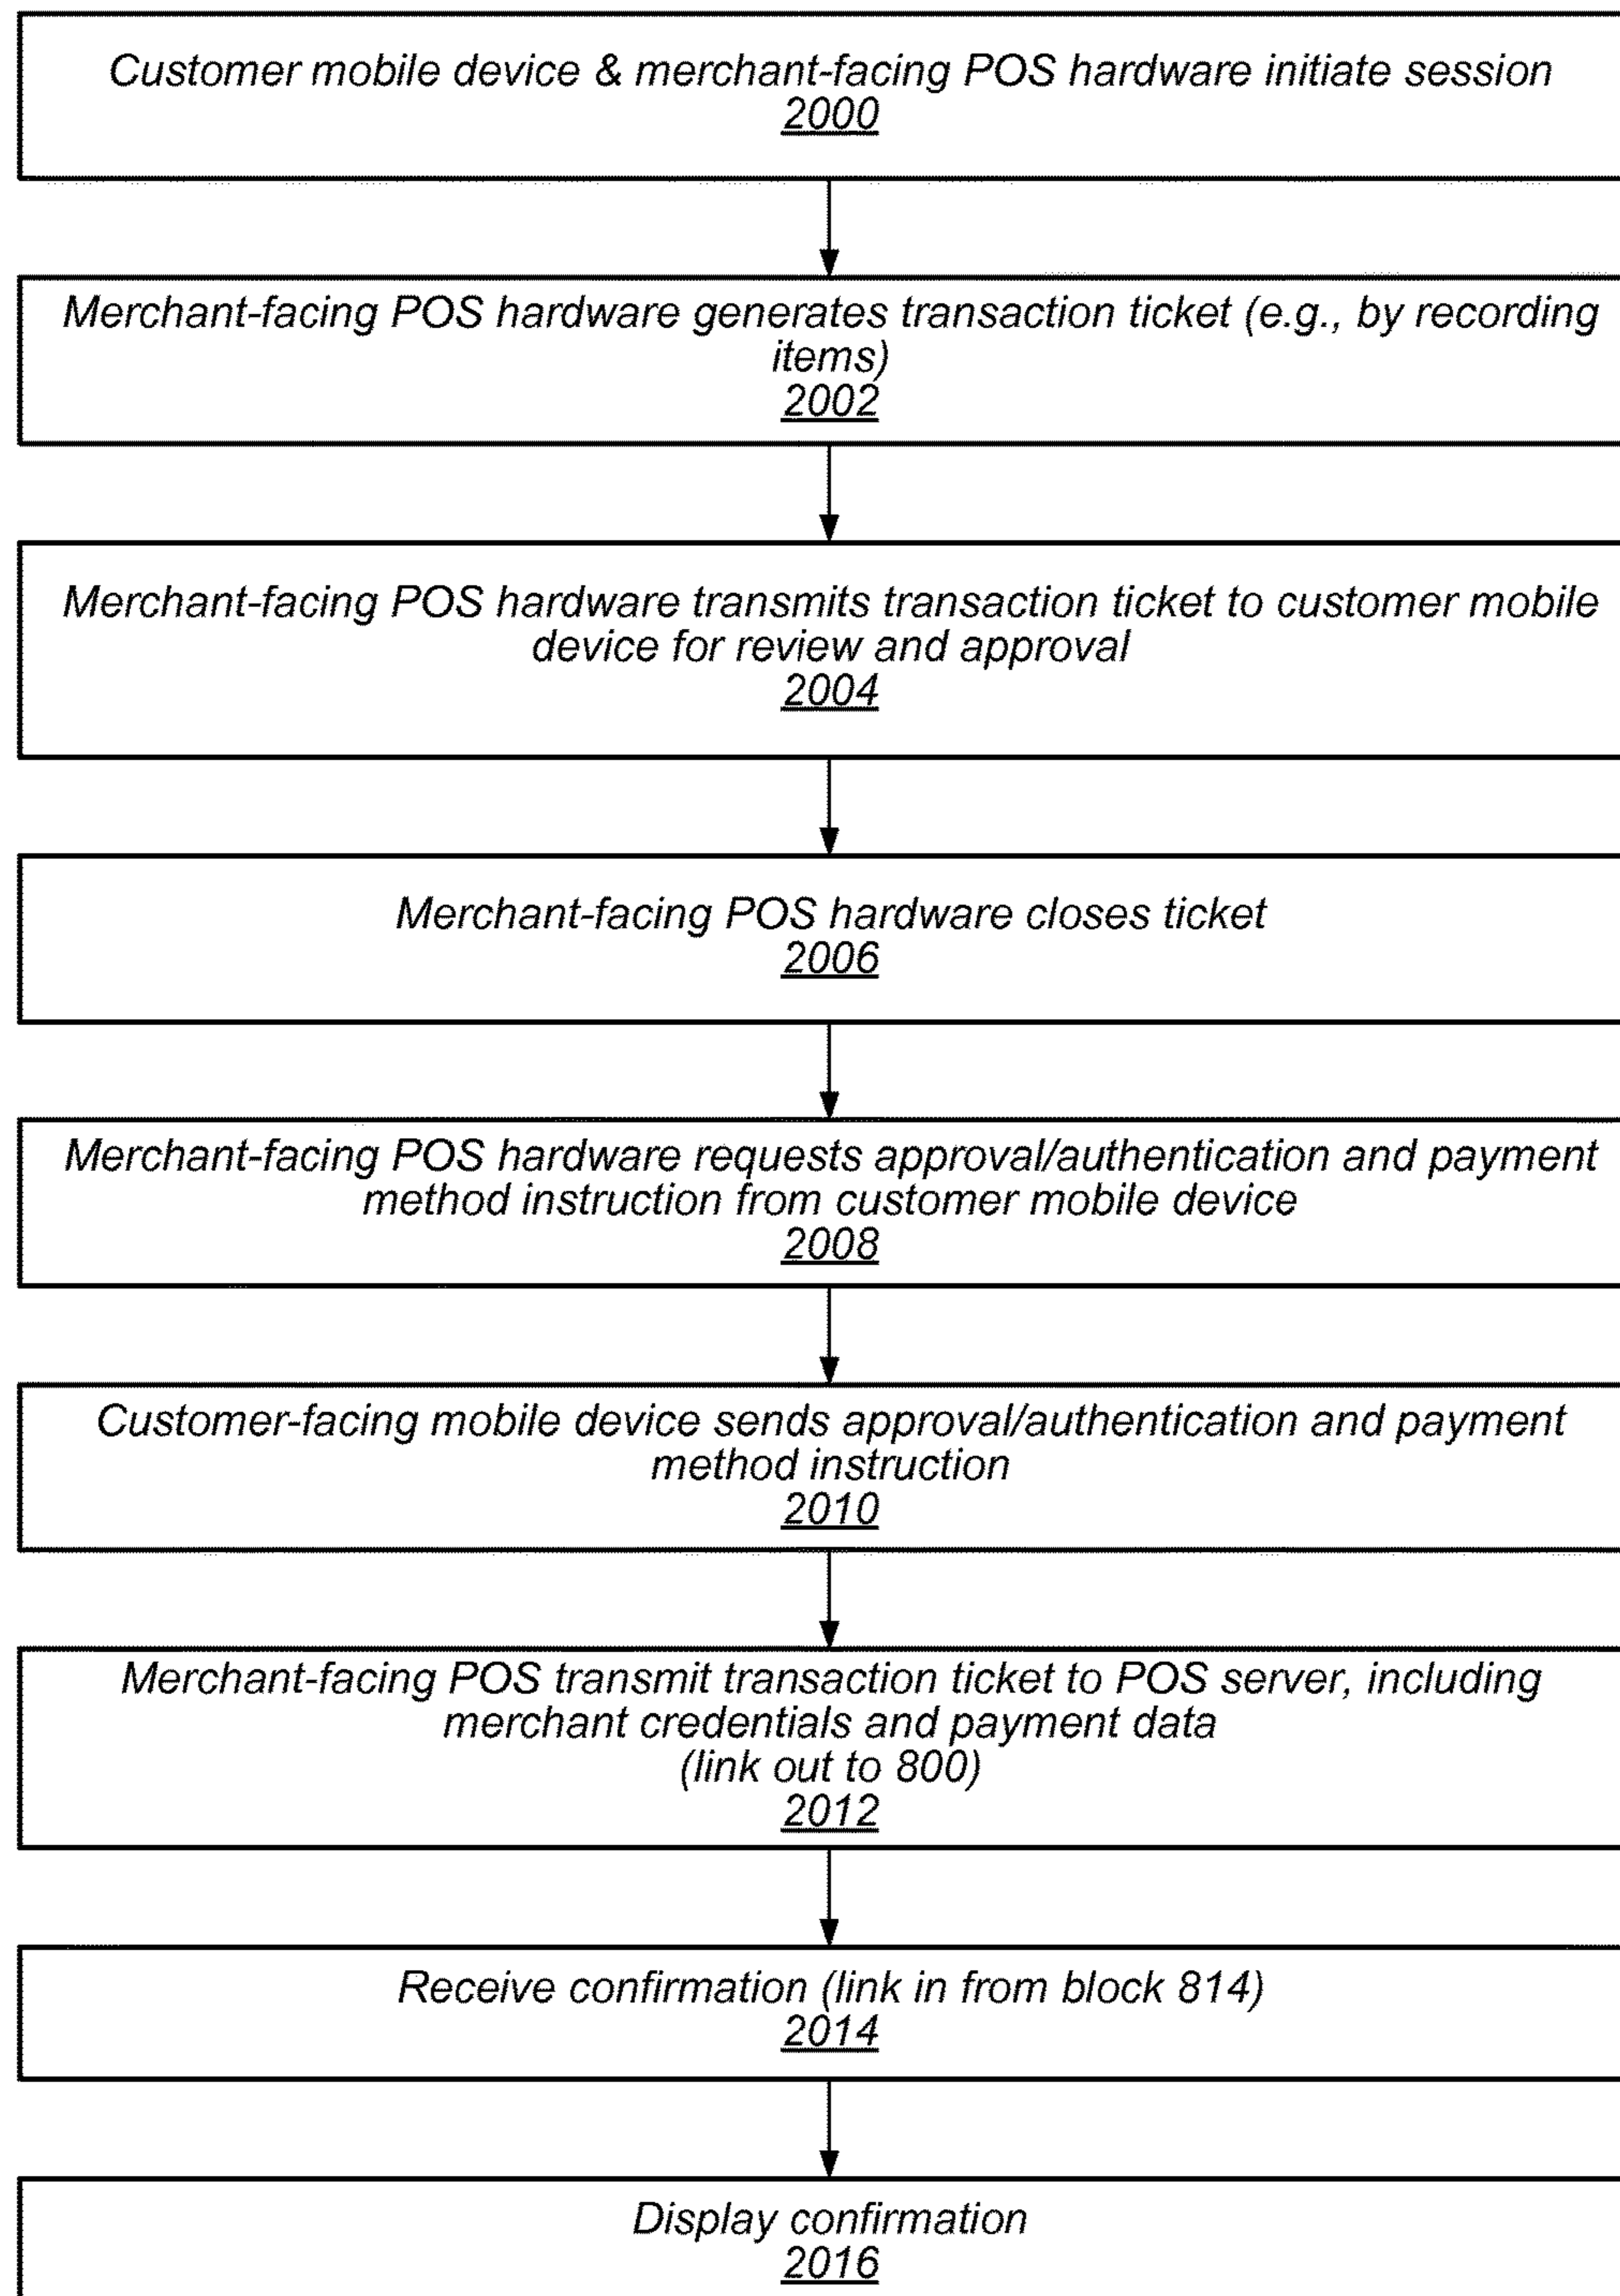 Customer mobile device & merchant-facing POS hardware initiate session
2000
Merchant-facing POS hardware generates transaction ticket (e.g., by recording
items)
2002
Merchant-facing POS hardware transmits transaction ticket to customer mobile
device for review and approval
2004
Merchant-facing POS hardware closes ticket
2006
Merchant-facing POS hardware requests approval/authentication and payment
method instruction from customer mobile device
2008
Customer-facing mobile device sends approval/authentication and payment
method instruction
2010
Merchant-facing POS transmit transaction ticket to POS server, including
merchant credentials and payment data
(link out to 800)
2012
Receive confirmation (link in from block 814)
2014
Display confirmation
2016